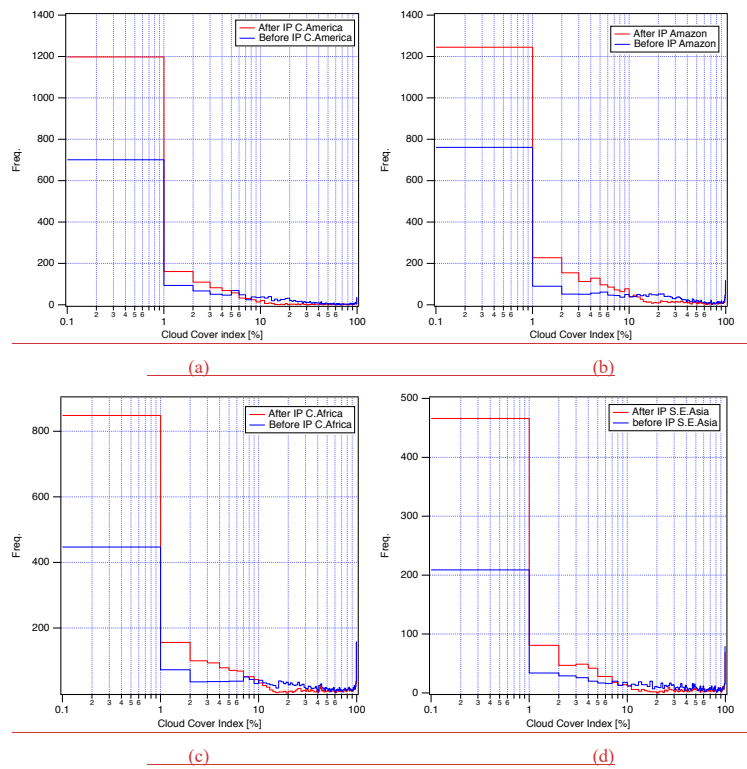 1400
1200
1000
800
600
400
200
0
Freq.
After IP C.America
Before IP C.America
0.1 2 3 4 5 6 1 2 3 4 5 6 10 2 3 4 5 6 100
Cloud Cover index [%]
(a)
1400
1200
1000
800
600
400
200
0
Freq.
After IP Amazon
Before IP Amazon
0.1 2 3 4 5 6 1 2 3 4 5 6 10 2 3 4 5 6 100
Cloud Cover Index [%]
(b)
800
600
400
200
Freq.
After IP C.Africa
Before IP C.Africa
0.1 2 3 4 5 6 1 2 3 4 5 6 10 2 3 4 5 6 100
Cloud Cover Index [%]
(c)
500
400
300
200
100
0
Freq.
After IP S.E.Asia
before IP S.E.Asia
0.1 2 3 4 5 6 1 2 3 4 5 6 10 2 3 4 5 6 100
Cloud Cover Index [%]
(d)